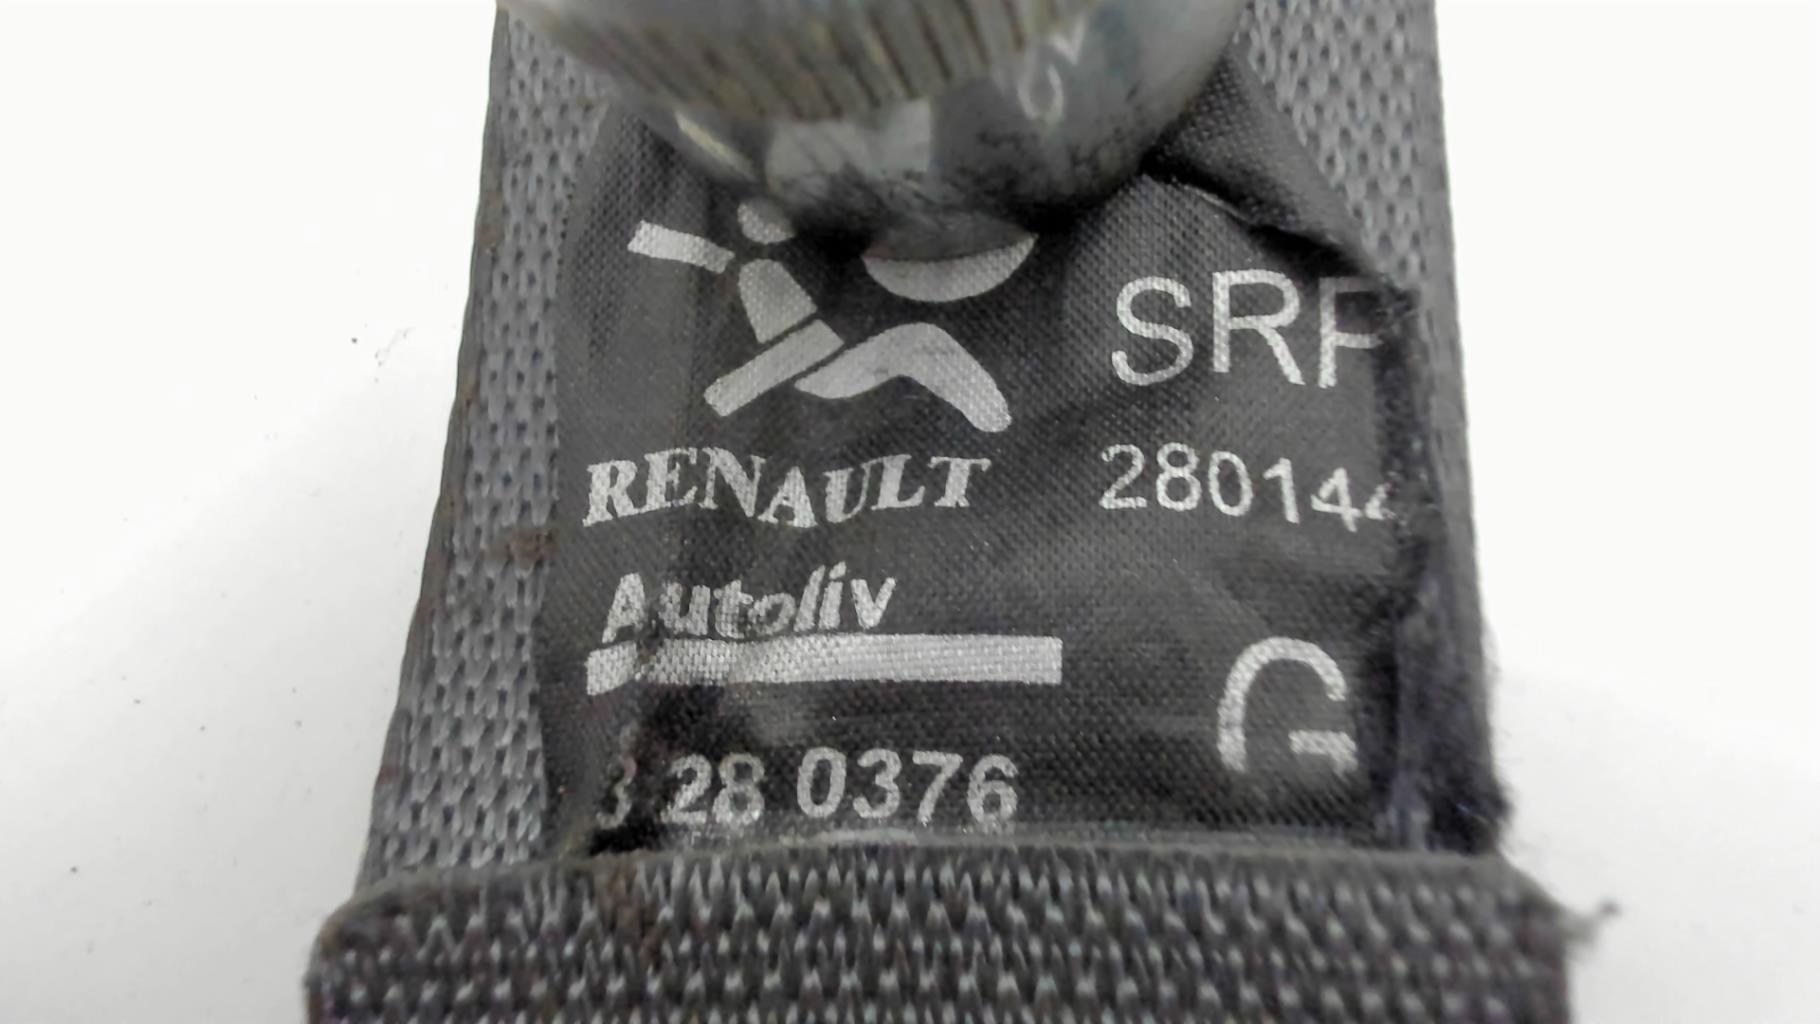 SRP
RENAULT
280144
Autoliv
G
28 0376